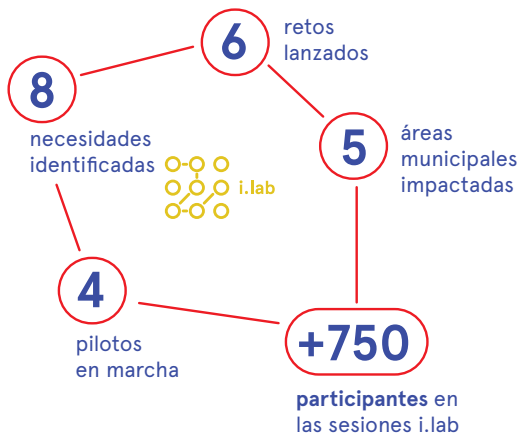 6
retos
lanzados
8
necesidades
identificadas
5
áreas
municipales
impactadas
i.lab
4
pilotos
en marcha
+750
participantes en
las sesiones i.lab